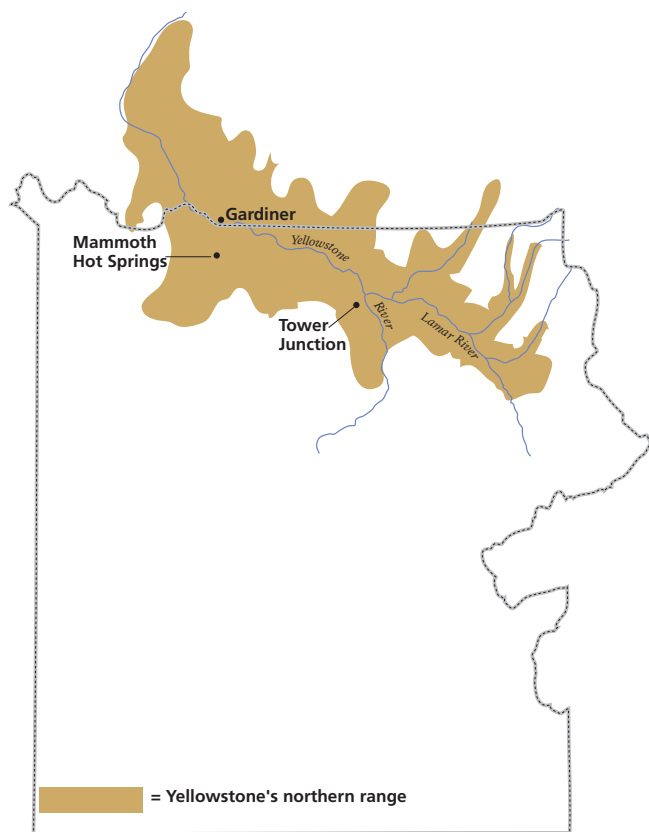 Gardiner
Mammoth
Hot Springs
Yellowstone
River
Lamar River
Tower
Junction
= Yellowstone's northern range